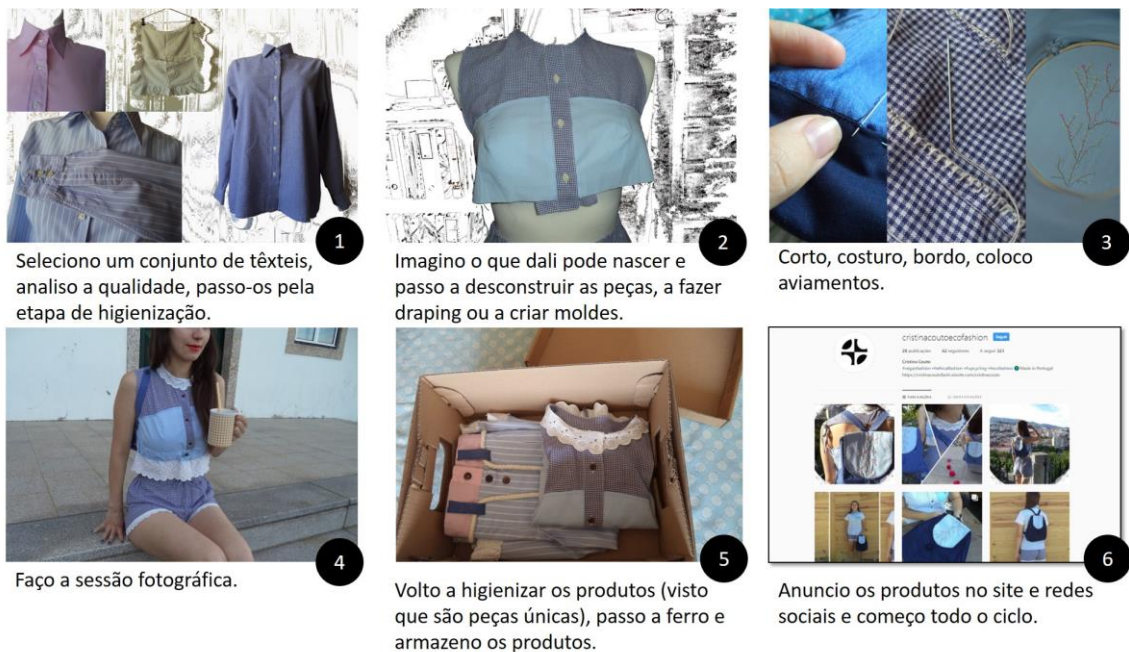 1
Seleciono um conjunto de têxteis,
analiso a qualidade, passo-os pela
etapa de higienização.
2
Imagino o que dali pode nascer e
passo a desconstruir as peças, a fazer
draping ou a criar moldes.
3
Corto, costuro, bordo, coloco
aviamentos.
4
Faço a sessão fotográfica.
5
Volto a higienizar os produtos (visto
que são peças únicas), passo a ferro e
armazeno os produtos.
cristinacoutoecofashion
Cristina Couto
6
Anuncio os produtos no site e redes
sociais e começo todo o ciclo.